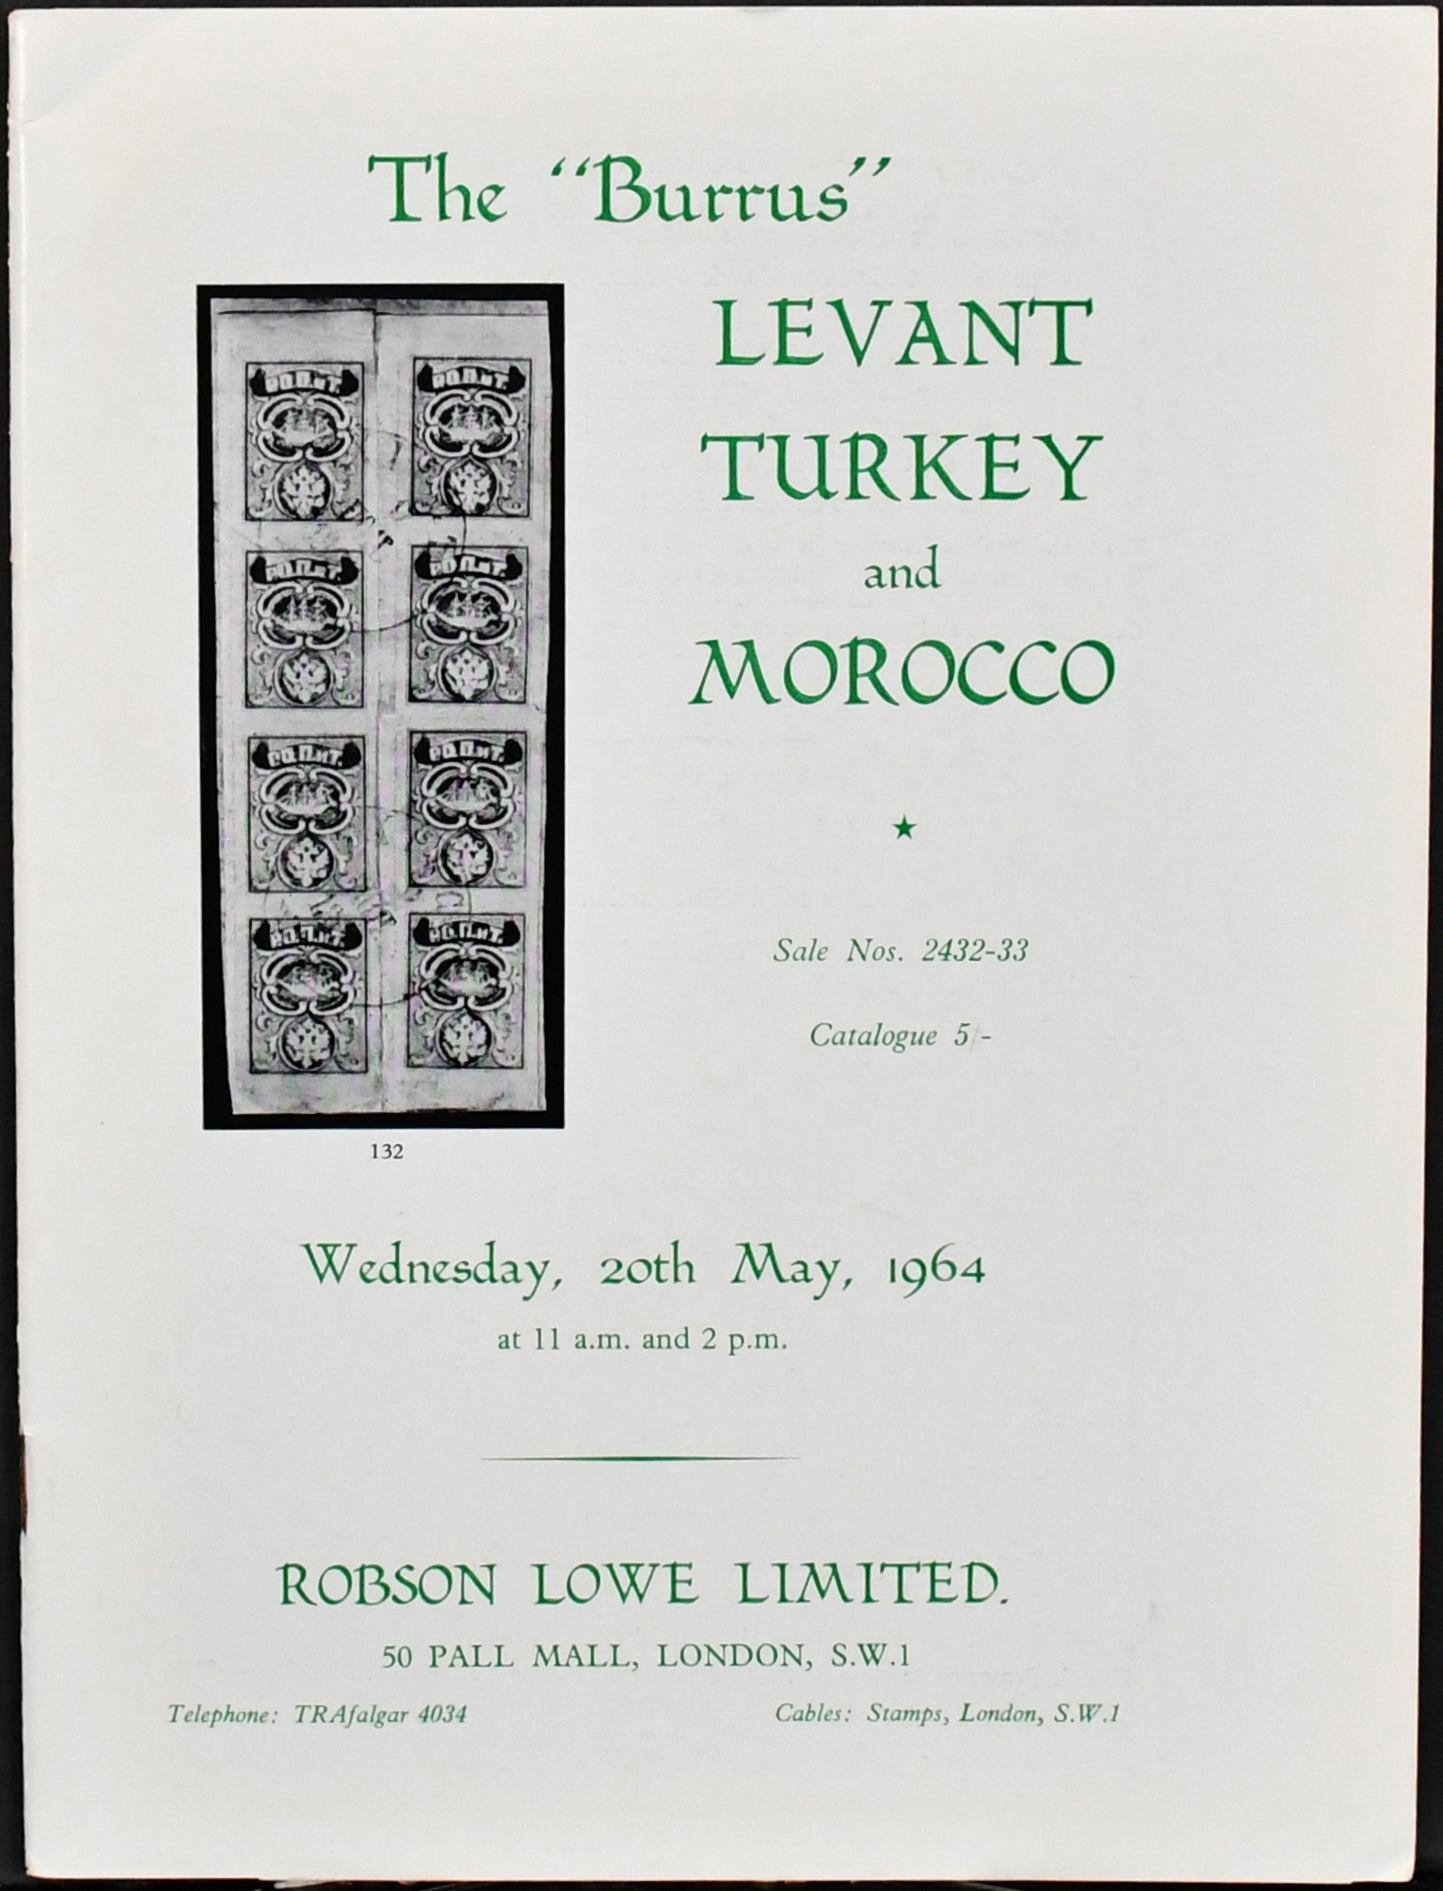 The "Burrus"
LEVANT
TURKEY
and
MOROCCO
★
Sale Nos. 2432-33
Catalogue 5/-
132
Wednesday, 20th May, 1964
at 11 a.m. and 2 p.m.
ROBSON LOWE LIMITED.
50 PALL MALL, LONDON, S.W.1
Telephone: TRAfalgar 4034
Cables: Stamps, London, S.W.1